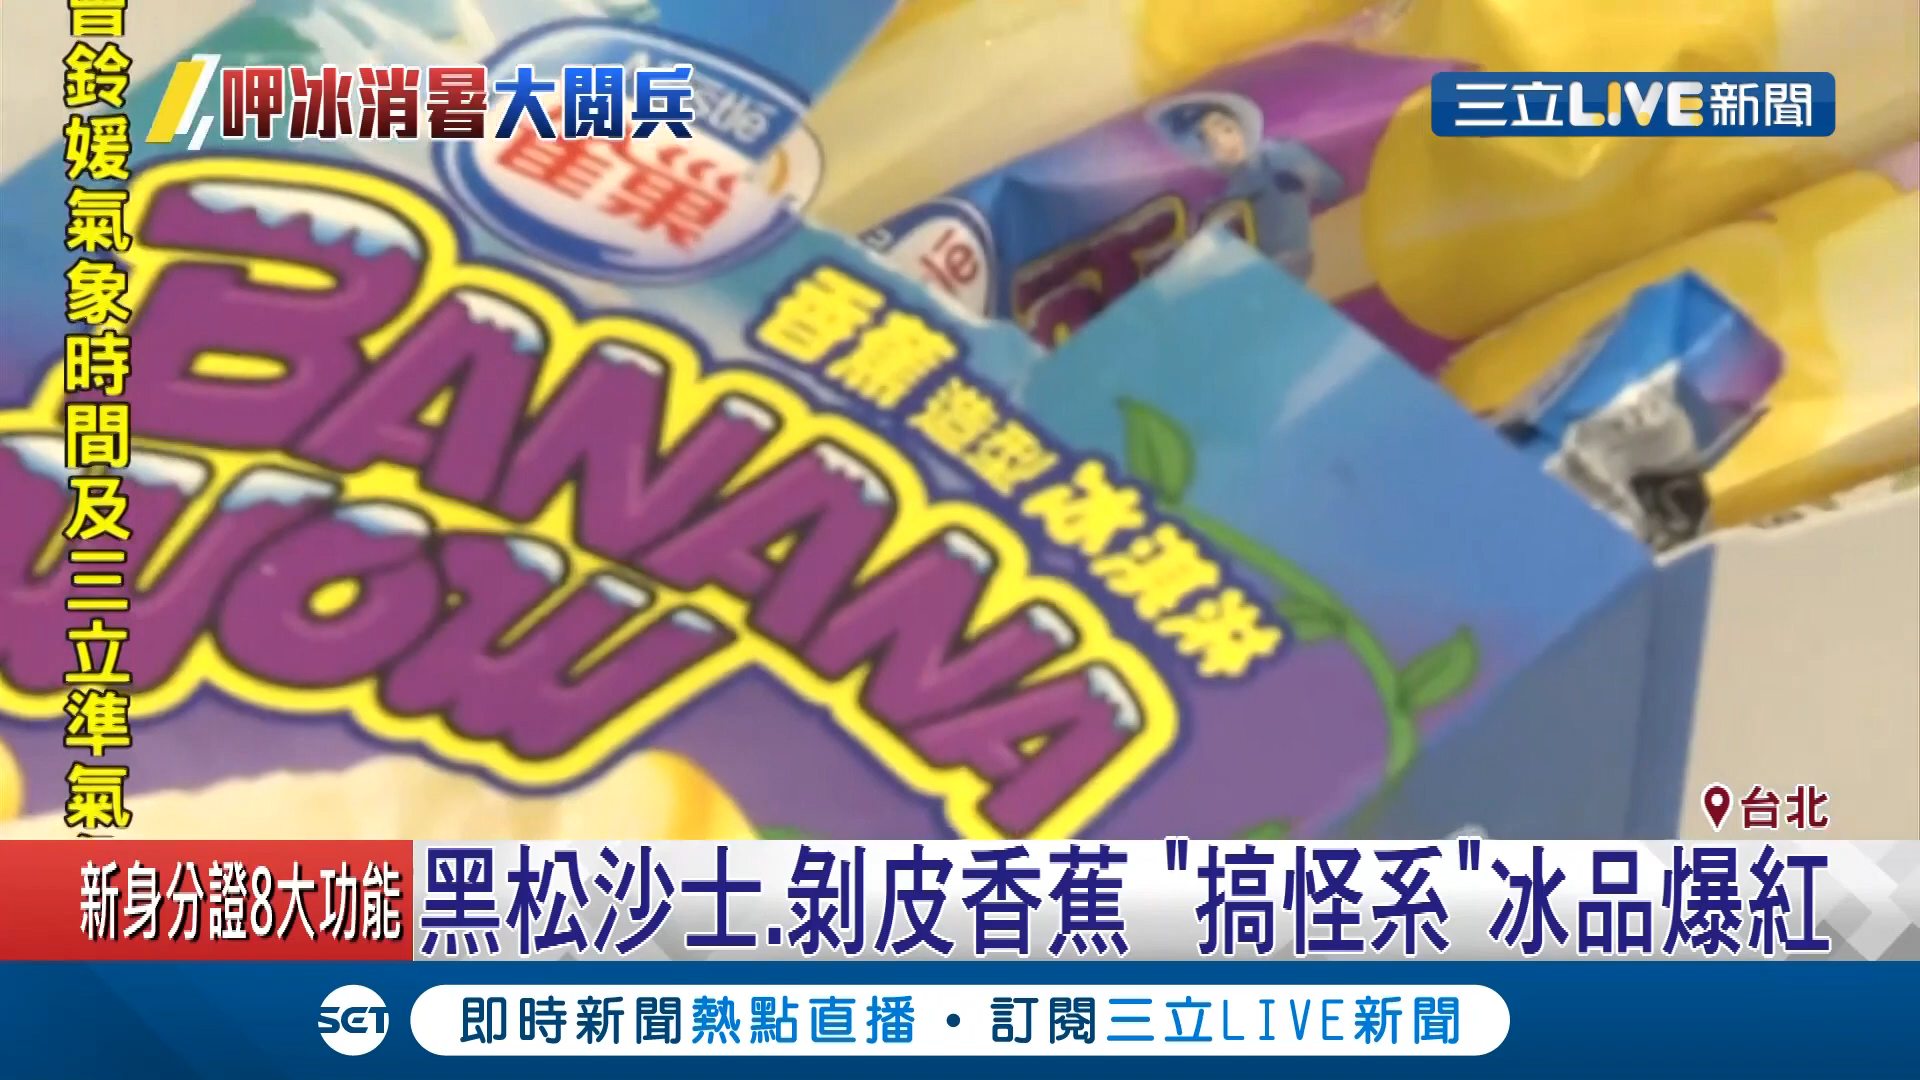 呷冰消暑大閱兵
三立LIVE新聞
鈴媛氣象時間及三立準氣
Nestlé
雀巢
BANANA
WOW
香蕉造型冰淇淋
台北
新身分證8大功能
黑松沙士.剝皮香蕉 "搞怪系"冰品爆紅
SET
即時新聞熱點直播・訂閱三立LIVE新聞